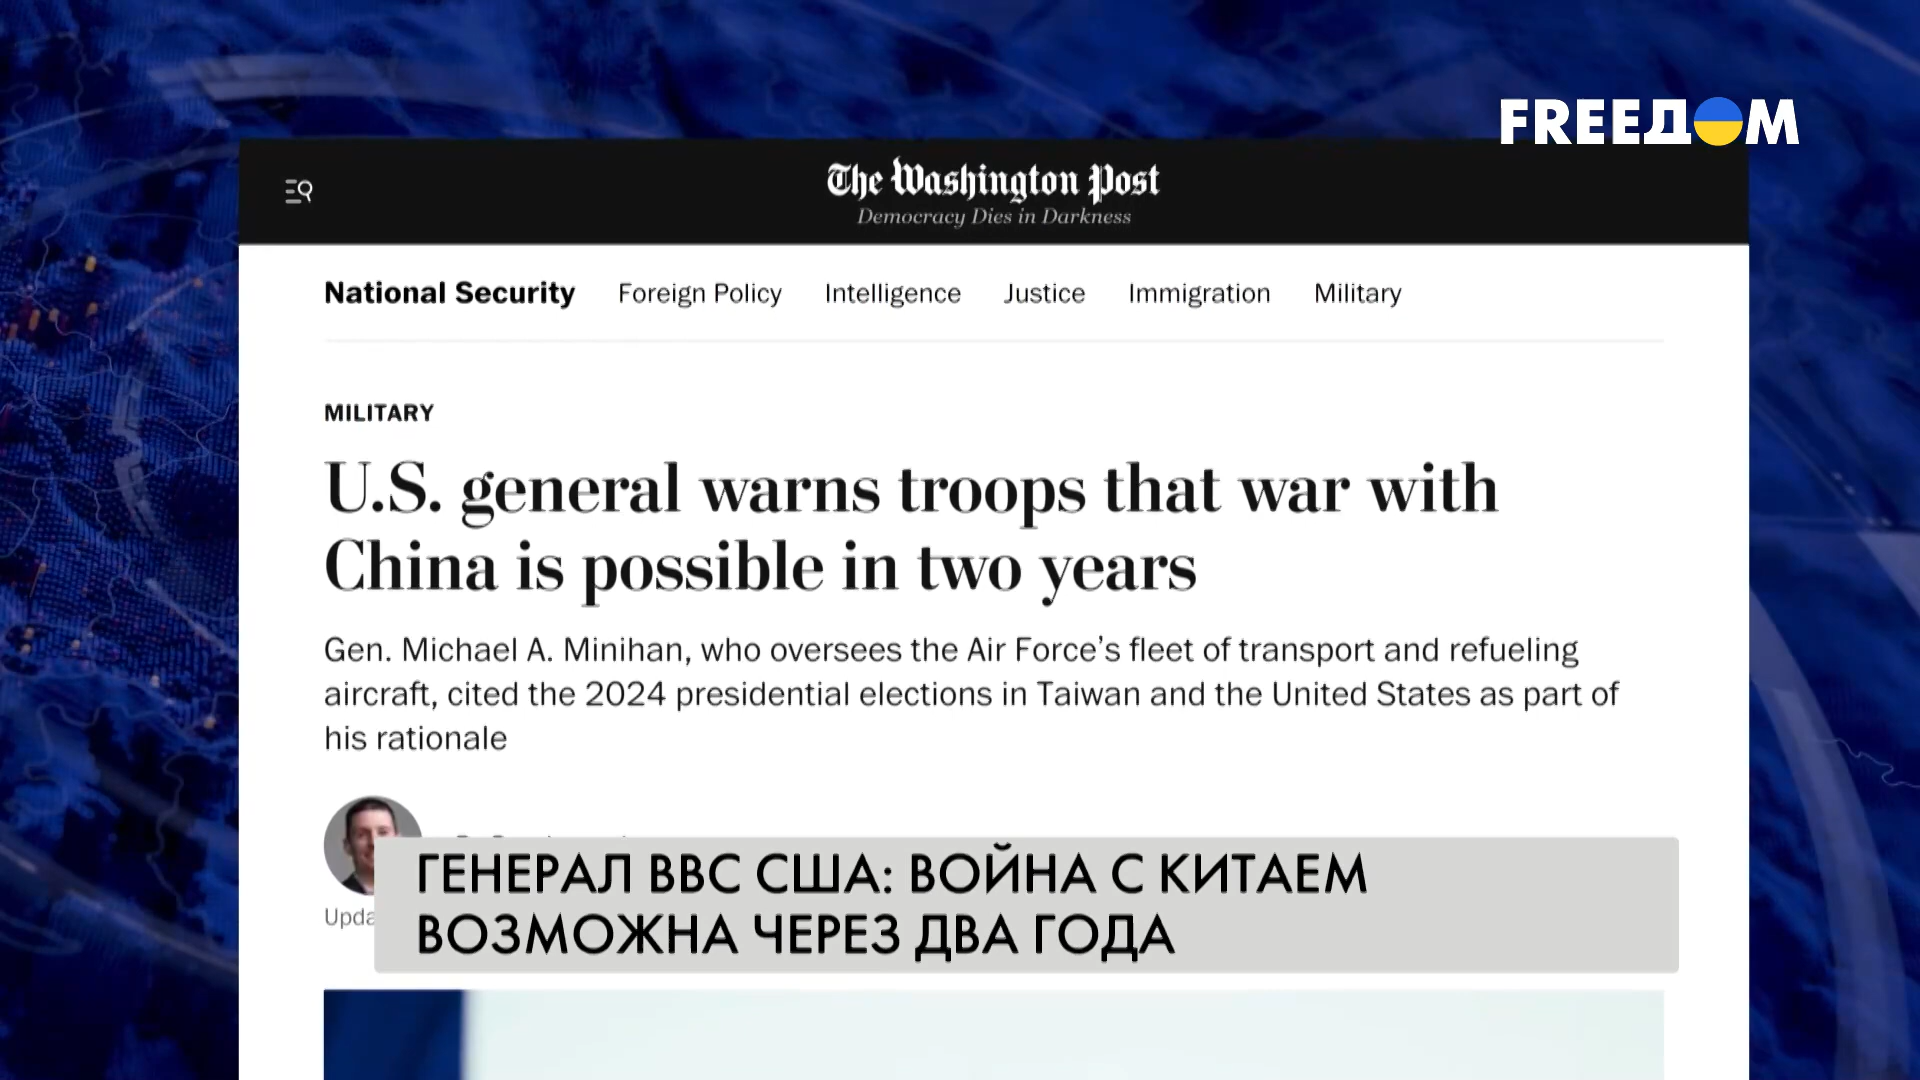 FREEДOM
The Washington Post
Democracy Dies in Darkness
National Security Foreign Policy Intelligence Justice Immigration Military
MILITARY
U.S. general warns troops that war with
China is possible in two years
Gen. Michael A. Minihan, who oversees the Air Force’s fleet of transport and refueling
aircraft, cited the 2024 presidential elections in Taiwan and the United States as part of
his rationale
ГЕНЕРАЛ ВВС США: ВОЙНА С КИТАЕМ
ВОЗМОЖНА ЧЕРЕЗ ДВА ГОДА